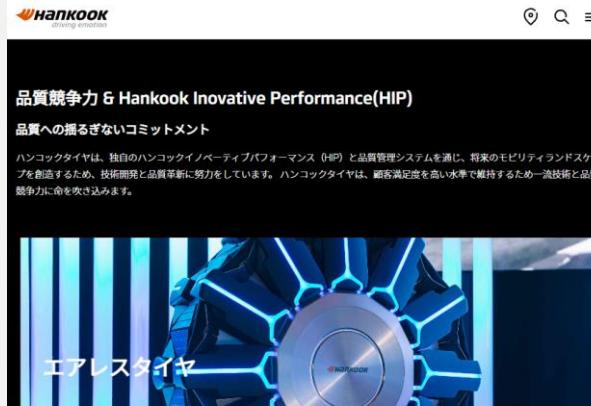 HANKOOK
driving emotion
品質競争力 & Hankook Inovative Performance(HIP)
品質への揺るぎないコミットメント
ハンコックタイヤは、独自のハンコックイノベーティブパフォーマンス（HIP）と品質管理システムを通じ、将来のモビリティランドスケ
プを創造するため、技術開発と品質革新に努力をしています。 ハンコックタイヤは、顧客満足度を高い水準で維持するため一流技術と品
競争力に命を吹き込みます。
エアレスタイヤ
HANKOOK